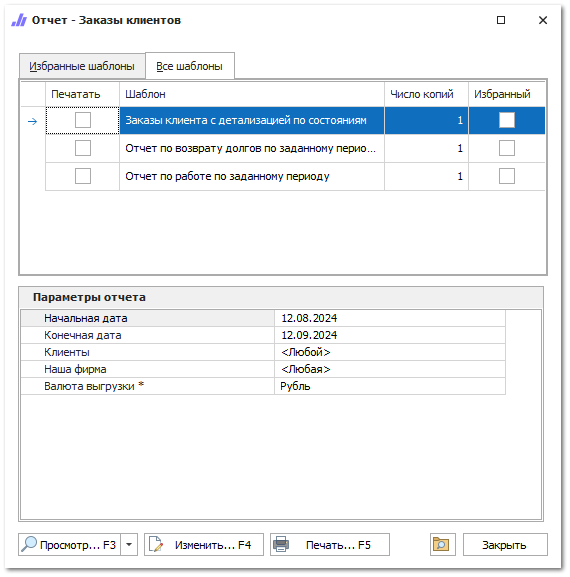 Отчет - Заказы клиентов
Избранные шаблоны Все шаблоны
Печатать Шаблон Число копий Избранный
Заказы клиента с детализацией по состояниям 1
Отчет по возврату долгов по заданному перио... 1
Отчет по работе по заданному периоду 1
Параметры отчета
Начальная дата 12.08.2024
Конечная дата 12.09.2024
Клиенты <Любой>
Наша фирма <Любая>
Валюта выгрузки * Рубль
Просмотр... F3 Изменить... F4 Печать... F5 Закрыть